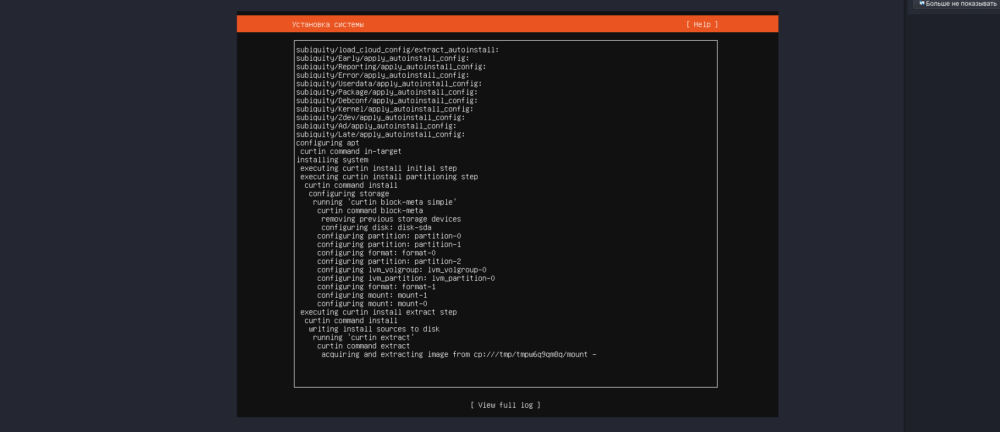 Больше не показывать
Установка системы
[ Help ]
subiquity/load_cloud_config/extract_autoinstall:
subiquity/Early/apply_autoinstall_config:
subiquity/Reporting/apply_autoinstall_config:
subiquity/Error/apply_autoinstall_config:
subiquity/Userdata/apply_autoinstall_config:
subiquity/Package/apply_autoinstall_config:
subiquity/Debconf/apply_autoinstall_config:
subiquity/Kernel/apply_autoinstall_config:
subiquity/Zdev/apply_autoinstall_config:
subiquity/Ad/apply_autoinstall_config:
subiquity/Late/apply_autoinstall_config:
configuring apt
curtin command in-target
installing system
executing curtin install initial step
executing curtin install partitioning step
curtin command install
configuring storage
running 'curtin block-meta simple'
curtin command block-meta
removing previous storage devices
configuring disk: disk-sda
configuring partition: partition-0
configuring partition: partition-1
configuring format: format-0
configuring partition: partition-2
configuring lvm_volgroup: lvm_volgroup-0
configuring lvm_partition: lvm_partition-0
configuring format: format-1
configuring mount: mount-1
configuring mount: mount-0
executing curtin install extract step
curtin command install
writing install sources to disk
running 'curtin extract'
curtin command extract
acquiring and extracting image from cp:///tmp/tmpw6q9qm8q/mount -
[ View full log ]